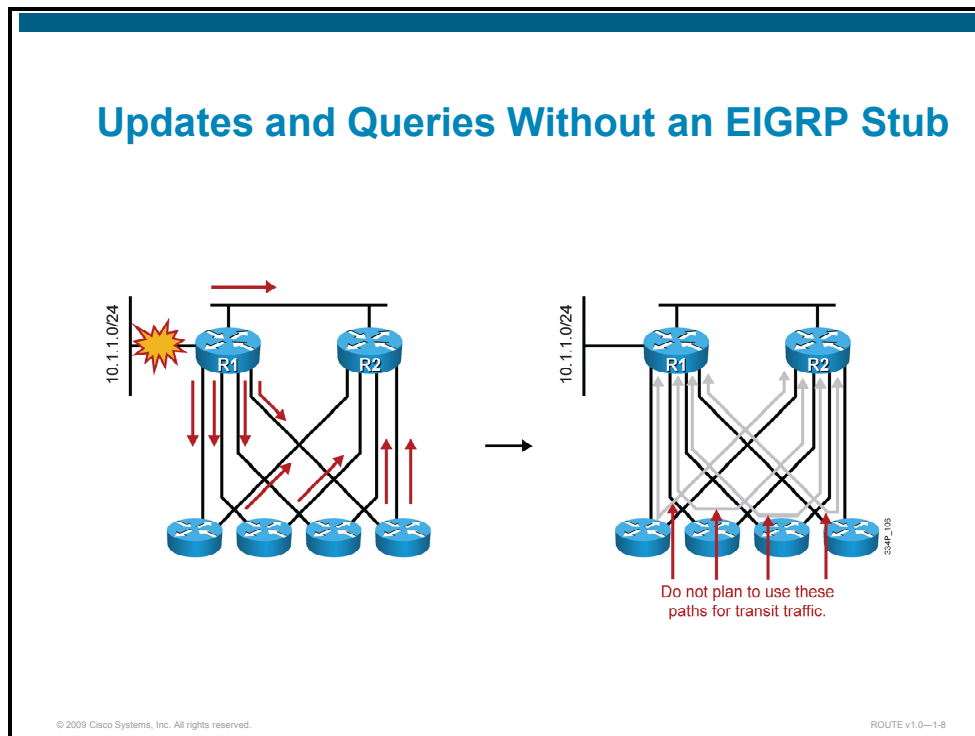 Updates and Queries Without an EIGRP Stub
10.1.1.0/24
R1
R2
10.1.1.0/24
R1
R2
334P_106
Do not plan to use these
paths for transit traffic.
© 2009 Cisco Systems, Inc. All rights reserved.
ROUTE v1.0—1-8